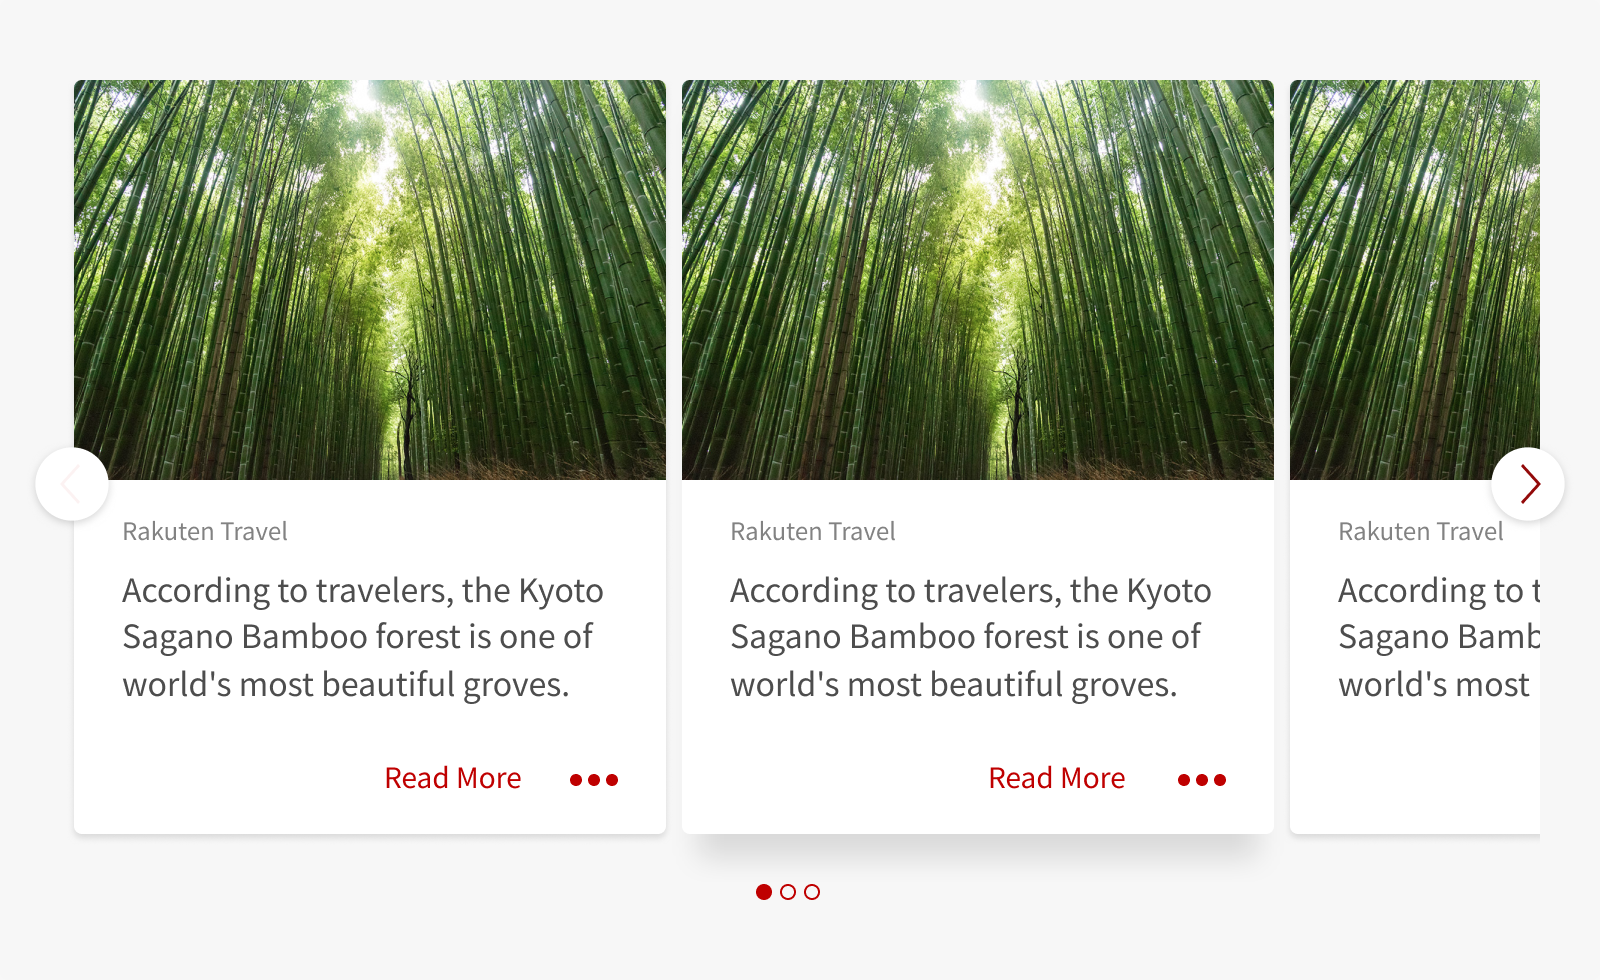 Rakuten Travel
According to travelers, the Kyoto
Sagano Bamboo forest is one of
world's most beautiful groves.
Read More
Rakuten Travel
According to travelers, the Kyoto
Sagano Bamboo forest is one of
world's most beautiful groves.
Read More
Rakuten Travel
According to t
Sagano Bamb
world's most